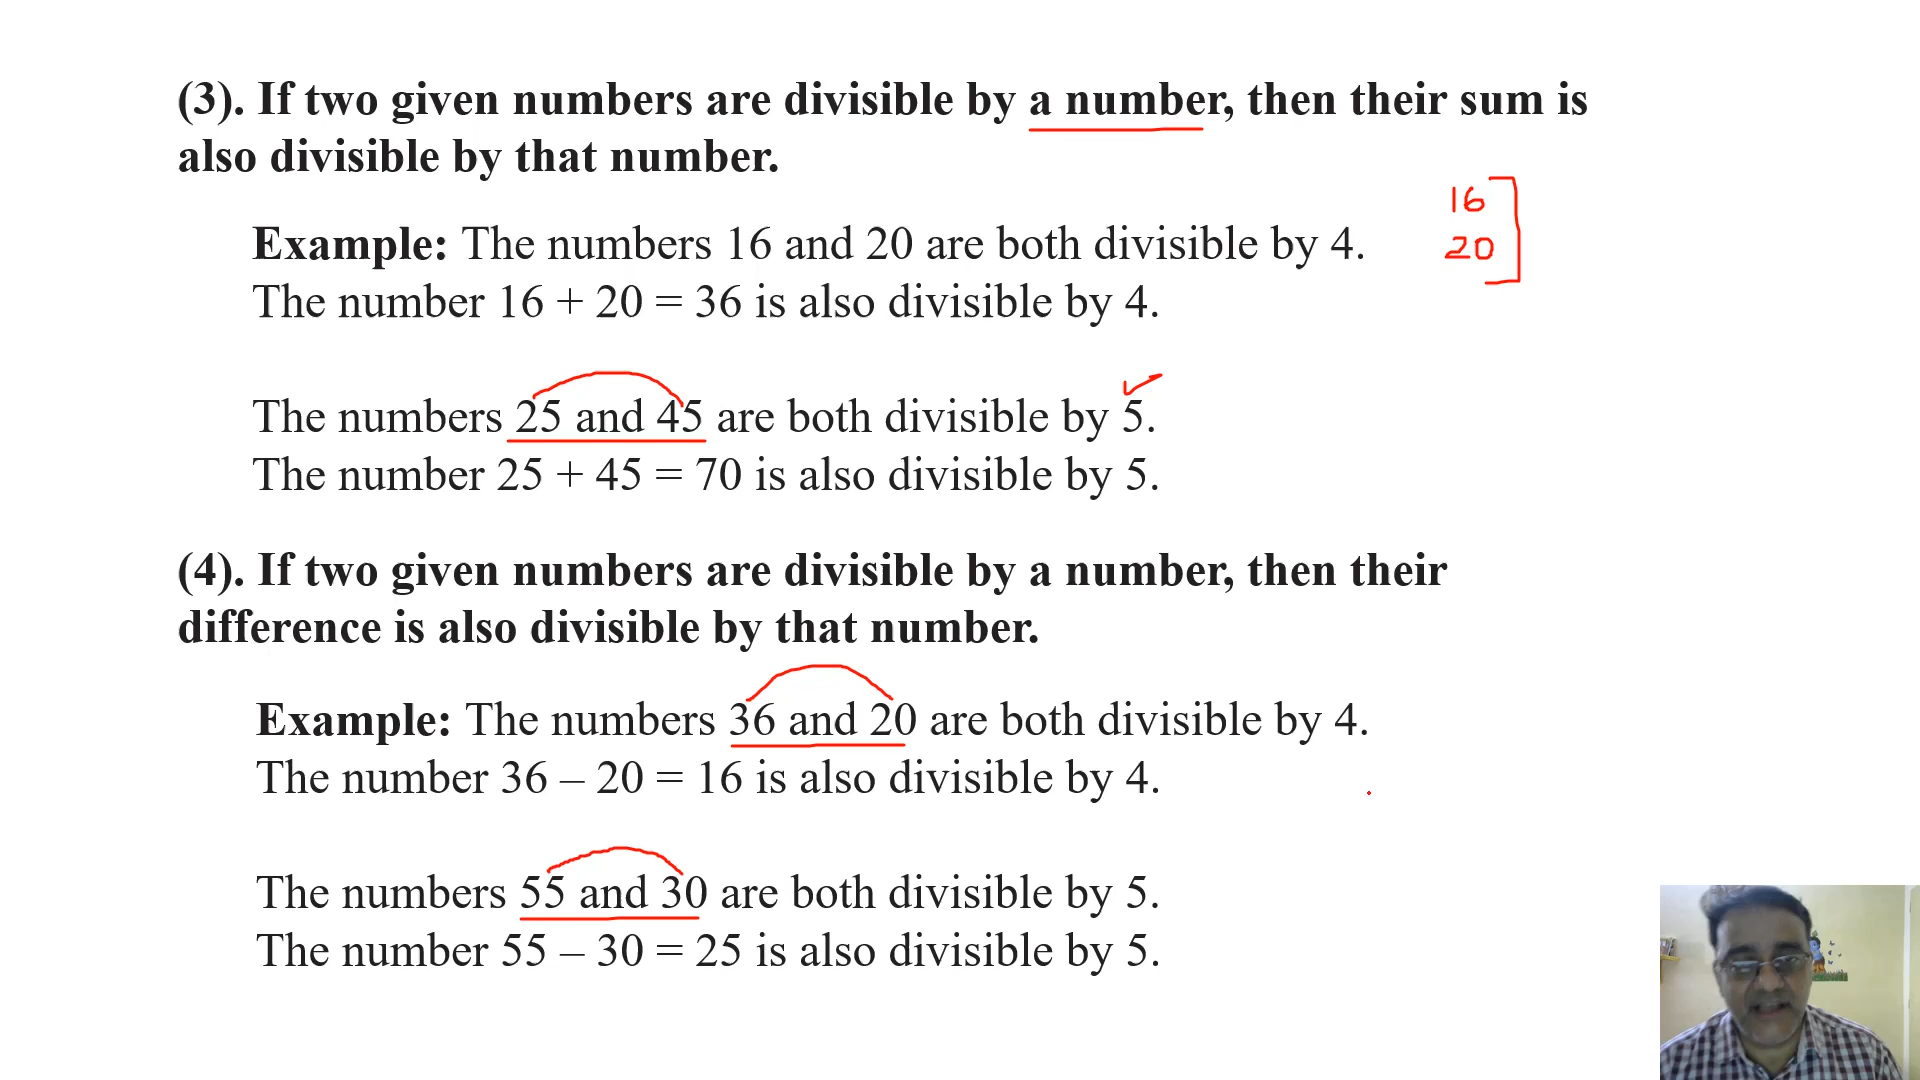 (3). If two given numbers are divisible by a number, then their sum is
also divisible by that number.
16
20
Example: The numbers 16 and 20 are both divisible by 4.
The number 16 + 20 = 36 is also divisible by 4.
The numbers 25 and 45 are both divisible by 5.
The number 25 + 45 = 70 is also divisible by 5.
(4). If two given numbers are divisible by a number, then their
difference is also divisible by that number.
Example: The numbers 36 and 20 are both divisible by 4.
The number 36 – 20 = 16 is also divisible by 4.
The numbers 55 and 30 are both divisible by 5.
The number 55 – 30 = 25 is also divisible by 5.